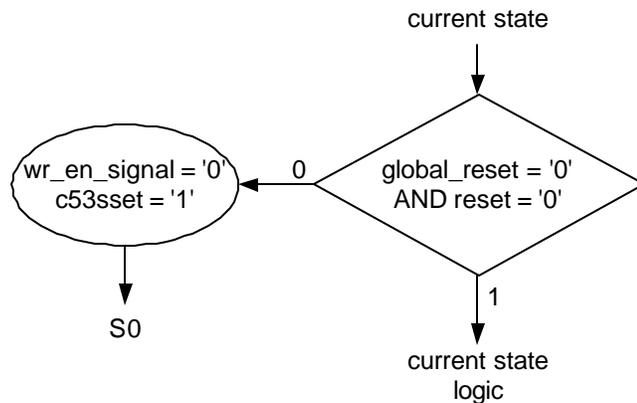 current state
wr_en_signal = '0'
c53sset = '1'
0
global_reset = '0'
AND reset = '0'
1
S0
current state
logic